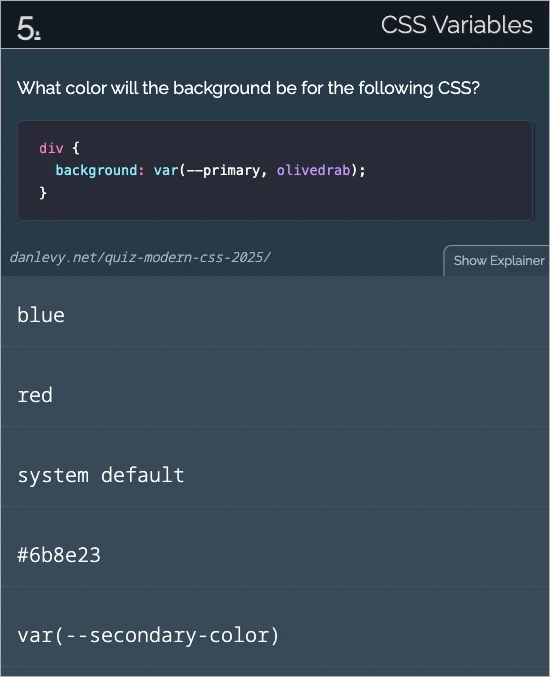 5.
CSS Variables
What color will the background be for the following CSS?
div {
  background: var(--primary, olivedrab);
}
danlevy.net/quiz-modern-css-2025/
Show Explainer
blue
red
system default
#6b8e23
var(--secondary-color)